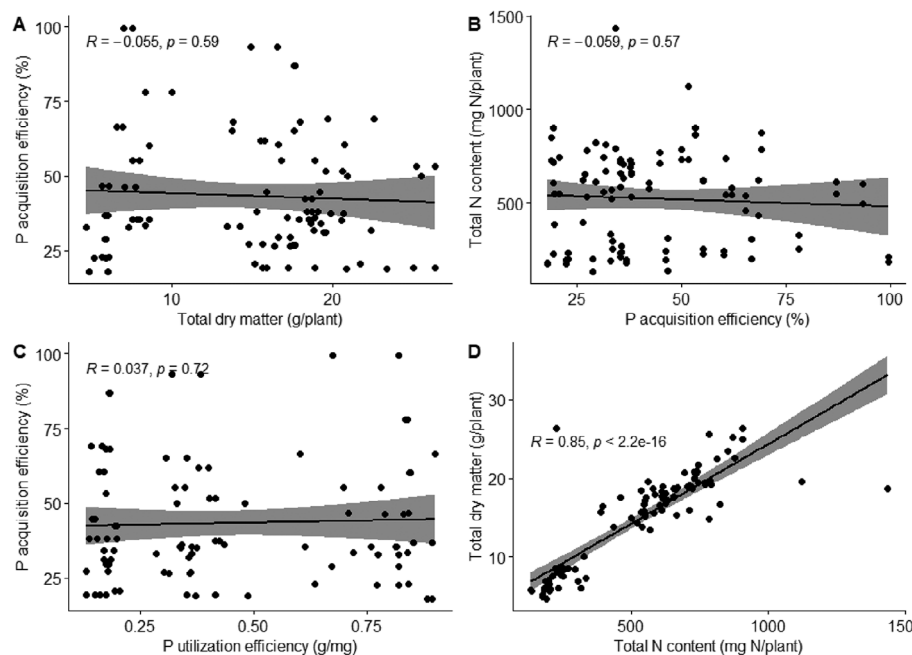 A
R = −0.055, p = 0.59
100
75
50
25
P acquisition efficiency (%)
10
20
Total dry matter (g/plant)
B
R = −0.059, p = 0.57
1500
1000
500
Total N content (mg N/plant)
25
50
75
100
P acquisition efficiency (%)
C
R = 0.037, p = 0.72
100
75
50
25
P acquisition efficiency (%)
0.25
0.50
0.75
P utilization efficiency (g/mg)
D
R = 0.85, p < 2.2e-16
30
20
10
Total dry matter (g/plant)
500
1000
150
Total N content (mg N/plant)